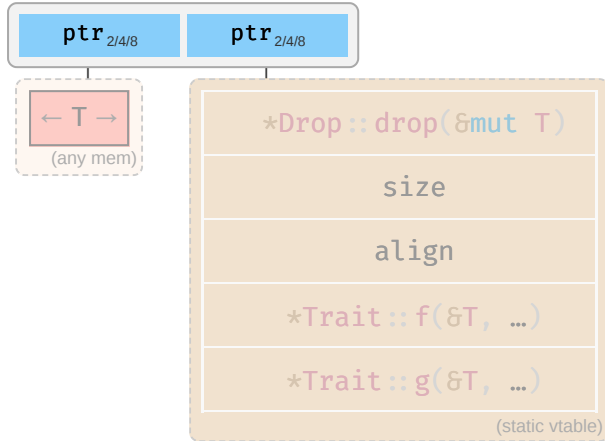 ptr2/4/8 ptr2/4/8
← T →
(any mem)
*Drop::drop(&mut T)
size
align
*Trait::f(&T, …)
*Trait::g(&T, …)
(static vtable)